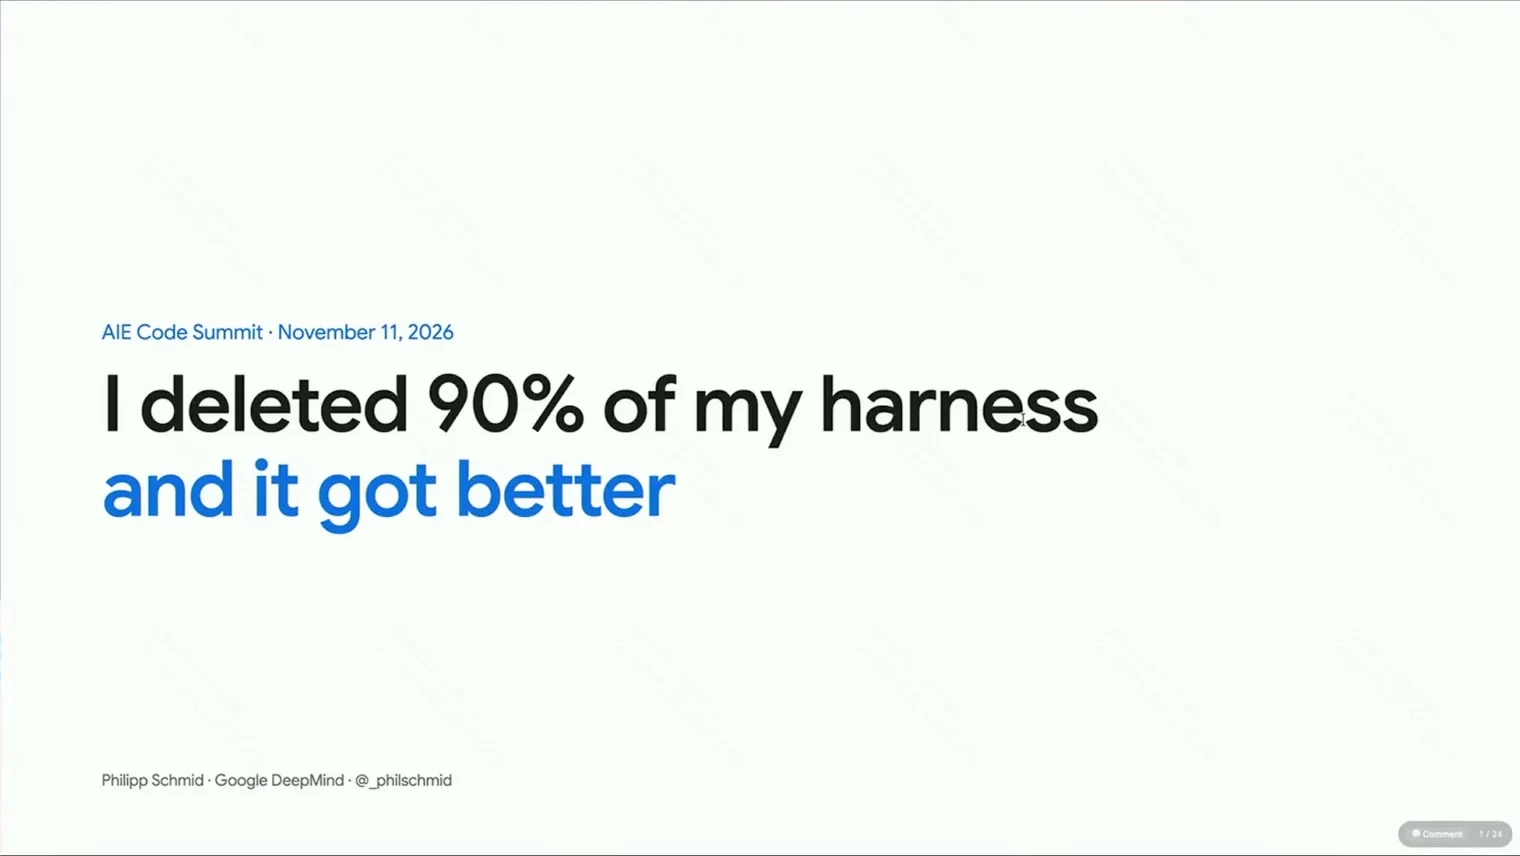 AIE Code Summit · November 11, 2026
I deleted 90% of my harness
and it got better
Philipp Schmid · Google DeepMind · @_philschmid
Comment 1 / 24